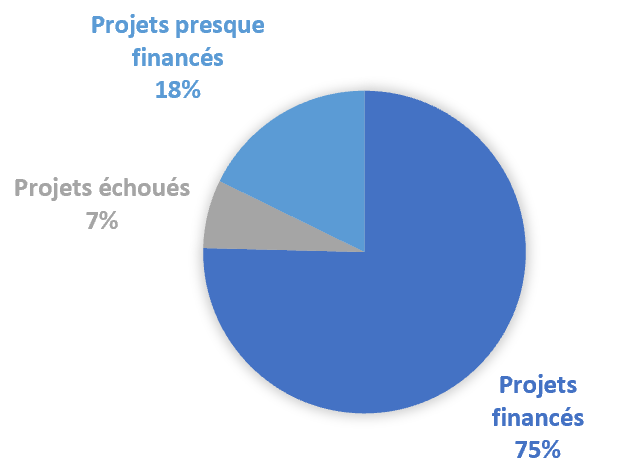 Projets presque
financés
18%
Projets échoués
7%
Projets
financés
75%